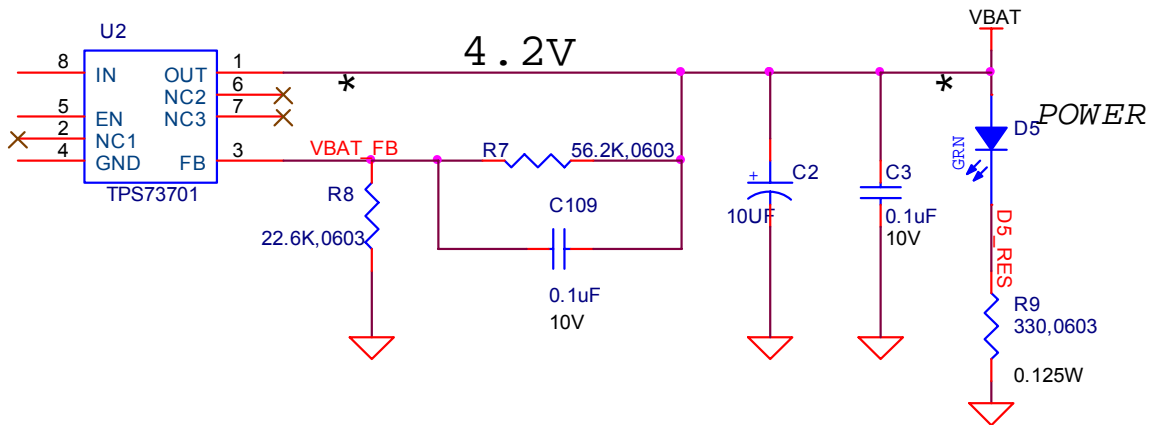 U2
4.2V
VBAT
8
IN
OUT
1
NC2
6
5
EN
NC3
7
2
NC1
4
GND
FB
3
TPS73701
*
*
VBAT_FB
R7
56.2K,0603
R8
22.6K,0603
C109
0.1uF
10V
+
C2
10UF
C3
0.1uF
10V
GRN
D5
POWER
D5_RES
R9
330,0603
0.125W